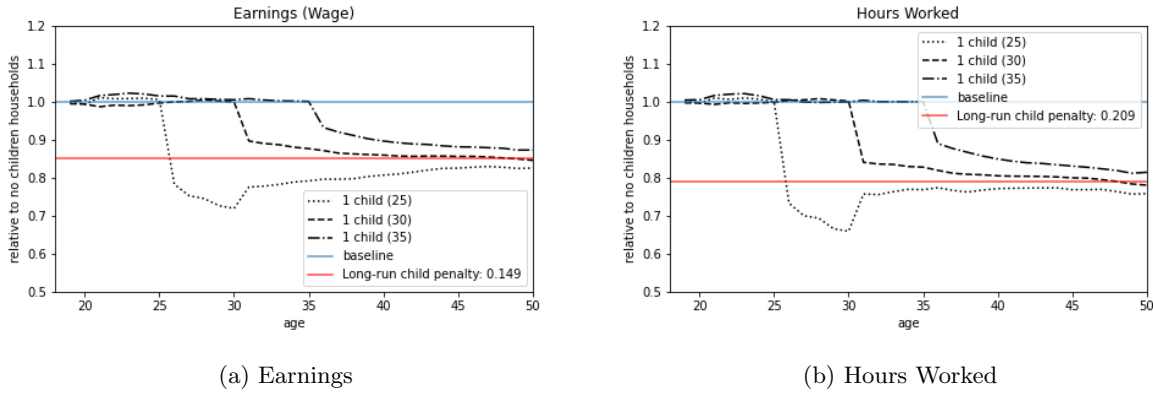 Earnings (Wage)
relative to no children households
1.2
1.1
1.0
0.9
0.8
0.7
0.6
0.5
1 child (25)
1 child (30)
1 child (35)
baseline
Long-run child penalty: 0.149
20
25
30
35
40
45
50
age
(a) Earnings
Hours Worked
relative to no children households
1.2
1.1
1.0
0.9
0.8
0.7
0.6
0.5
1 child (25)
1 child (30)
1 child (35)
baseline
Long-run child penalty: 0.209
20
25
30
35
40
45
50
age
(b) Hours Worked